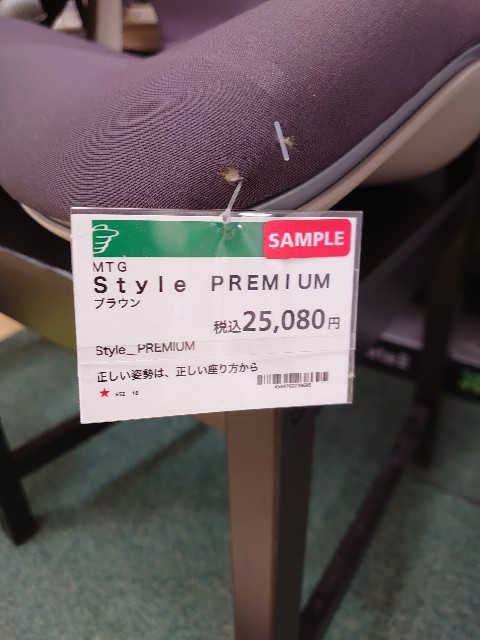 SAMPLE
MTG
Style PREMIUM
ブラウン
税込25,080円
Style_PREMIUM
正しい姿勢は、正しい座り方から